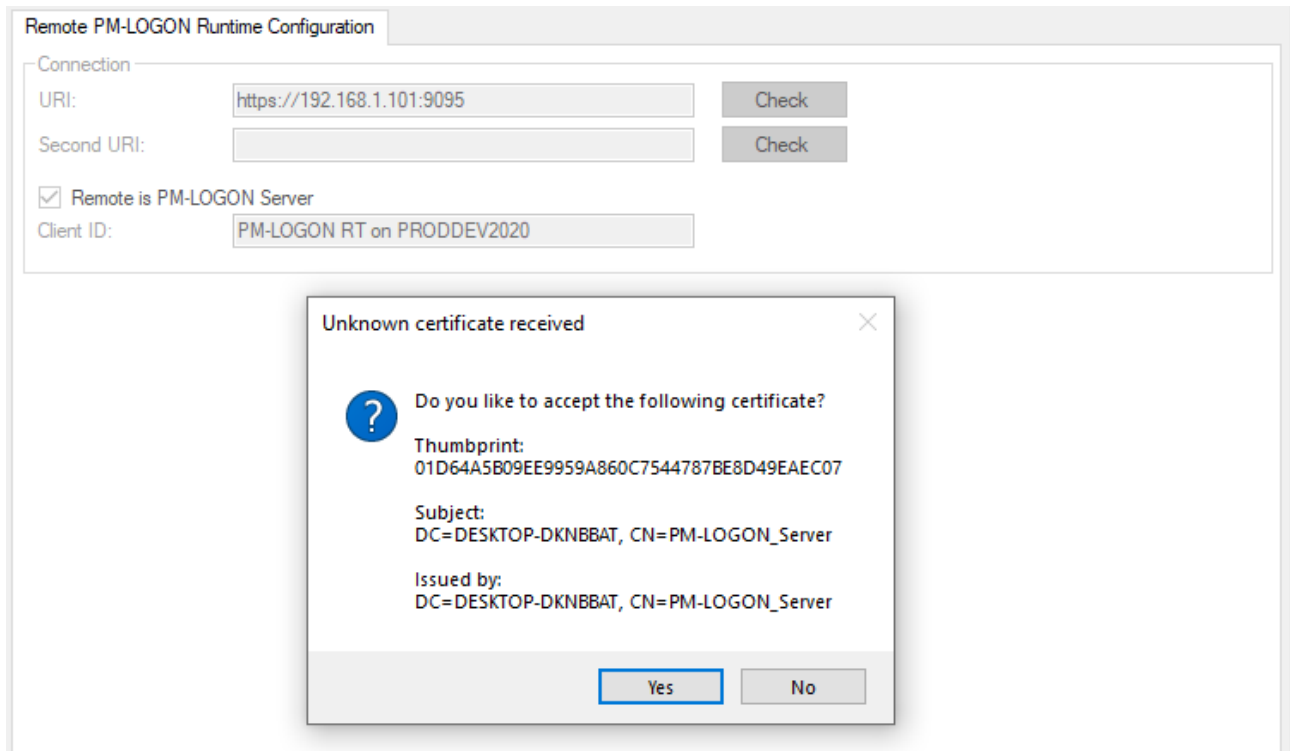 Remote PM-LOGON Runtime Configuration
Connection
URI: https://192.168.1.101:9095 Check
Second URI: Check
Remote is PM-LOGON Server
Client ID: PM-LOGON RT on PRODDEV2020
Unknown certificate received
?
Do you like to accept the following certificate?
Thumbprint:
01D64A5B09EE9959A860C7544787BE8D49EAEC07
Subject:
DC=DESKTOP-DKNBBAT, CN=PM-LOGON_Server
Issued by:
DC=DESKTOP-DKNBBAT, CN=PM-LOGON_Server
Yes No